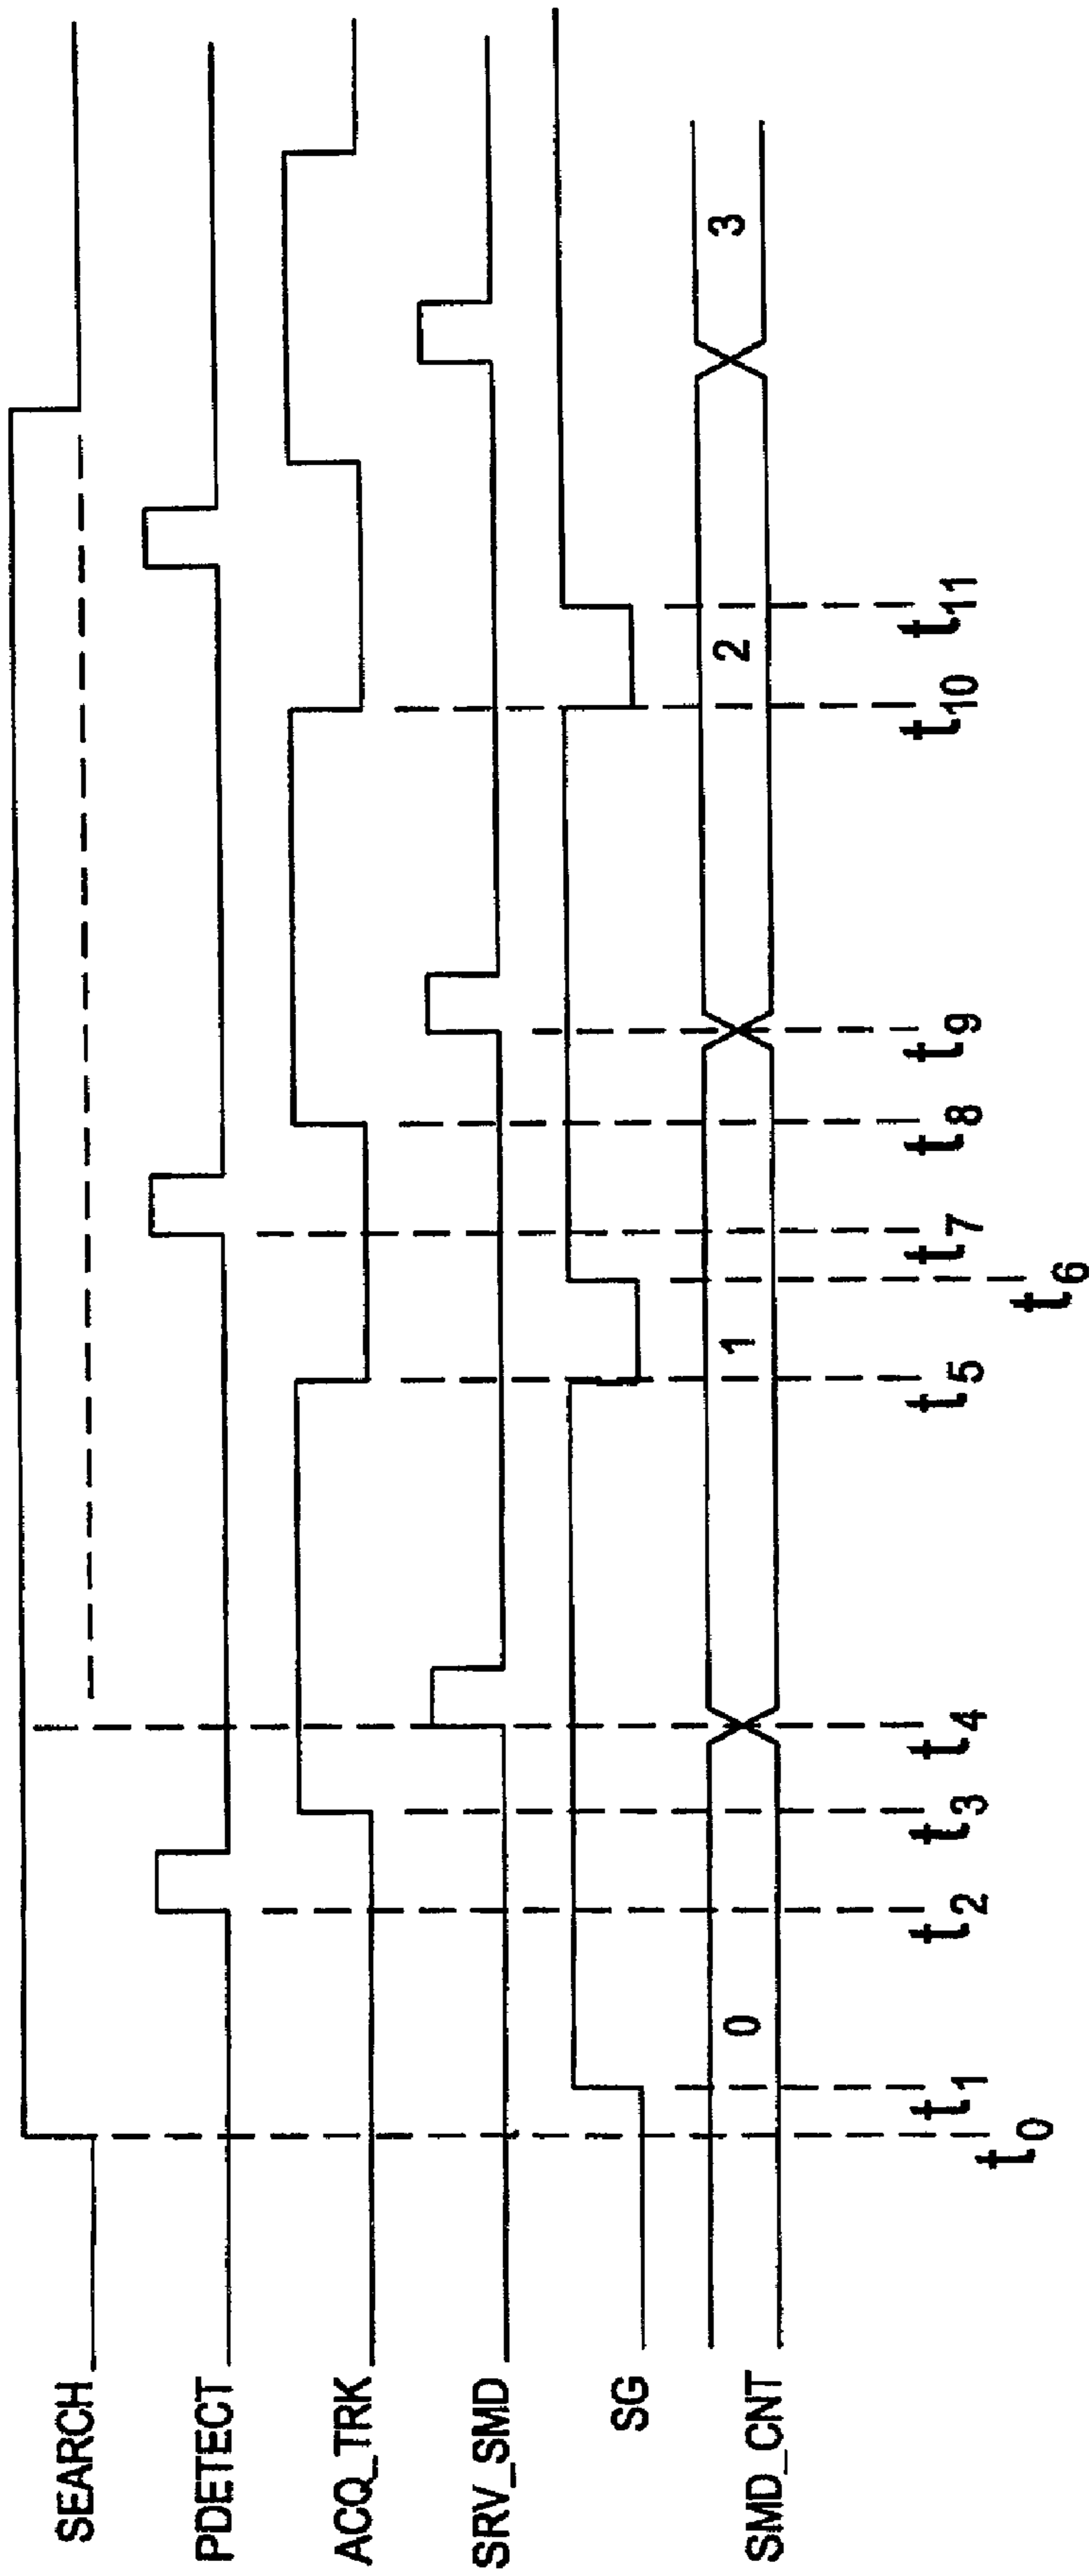 SEARCH
PDETECT
ACQ_TRK
SRV_SMD
SG
SMD_CNT
0 1 2 3
t0 t1 t2 t3 t4 t5 t6 t7 t8 t9 t10 t11